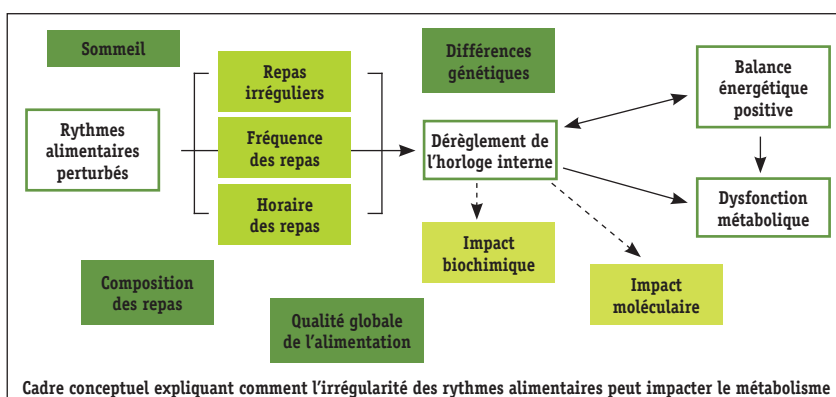 Sommeil
Différences
génétiques
Repas
irréguliers
Balance
énergétique
positive
Rythmes
alimentaires
perturbés
Fréquence
des repas
Dérèglement de
l’horloge interne
Horaire
des repas
Dysfonction
métabolique
Impact
biochimique
Composition
des repas
Impact
moléculaire
Qualité globale
de l’alimentation
Cadre conceptuel expliquant comment l’irrégularité des rythmes alimentaires peut impacter le métabolisme